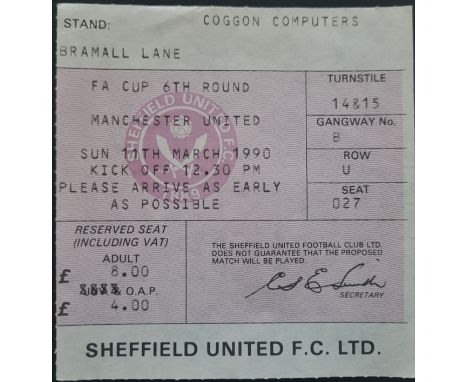 STAND: COGGON COMPUTERS
BRAMALL LANE
FA CUP 6TH ROUND
MANCHESTER UNITED
SUN 11TH MARCH 1990
KICK OFF 12.30 PM
PLEASE ARRIVE AS EARLY
AS POSSIBLE
SHEFFIELD UNITED F.C.
1889
TURNSTILE
14&15
GANGWAY No.
B
ROW
U
SEAT
027
RESERVED SEAT
(INCLUDING VAT)
ADULT
£ 8.00
& O.A.P.
£ 4.00
THE SHEFFIELD UNITED FOOTBALL CLUB LTD.
DOES NOT GUARANTEE THAT THE PROPOSED
MATCH WILL BE PLAYED.
SECRETARY
SHEFFIELD UNITED F.C. LTD.